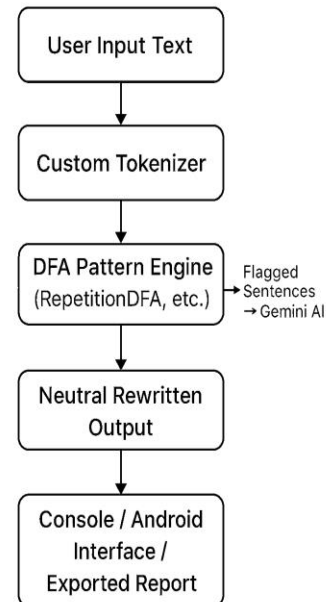 User Input Text
Custom Tokenizer
DFA Pattern Engine
(RepetitionDFA, etc.)
Flagged
Sentences
→ Gemini AI
Neutral Rewritten
Output
Console / Android
Interface /
Exported Report